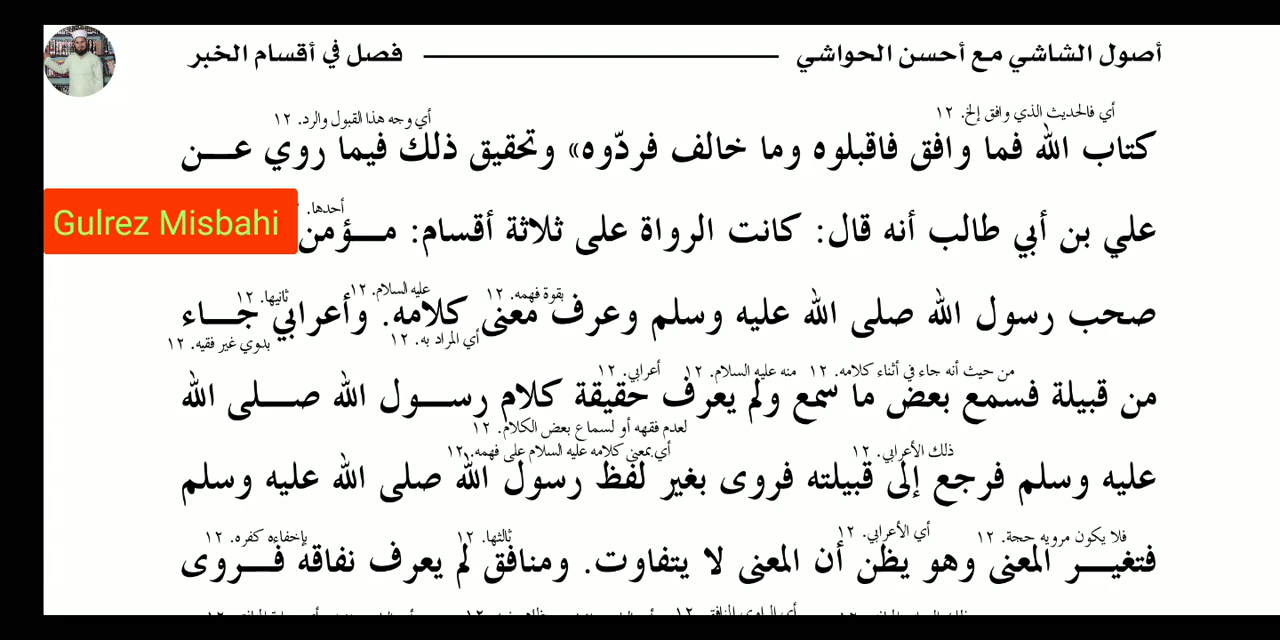 أصول الشاشي مع أحسن الحواشي فصل في أقسام الخبر
أي فالحديث الذي وافق إلخ. ١٢ أي وجه هذا القبول والرد. ١٢
كتاب الله فما وافق فاقبلوه وما خالف فردّوه» وتحقيق ذلك فيما روي عــن
أحدها.
علي بن أبي طالب أنه قال: كانت الرواة على ثلاثة أقسام: مــؤمن
Gulrez Misbahi
بقوة فهمه. ١٢ عليه السلام. ١٢ ثانيها. ١٢
صحب رسول الله صلى الله عليه وسلم وعرف معنى كلامه. وأعرابي جــاء
أي المراد به. ١٢ بدوي غير فقيه. ١٢
من حيث أنه جاء في أثناء كلامه. ١٢ منه عليه السلام. ١٢ أعرابي. ١٢
من قبيلة فسمع بعض ما سمع ولم يعرف حقيقة كلام رســول الله صــلى الله
لعدم فقهه أو لسماع بعض الكلام. ١٢
ذلك الأعرابي. ١٢ أي بمعنى كلامه عليه السلام على فهمه. ١٢
عليه وسلم فرجع إلى قبيلته فروى بغير لفظ رسول الله صلى الله عليه وسلم
فلا يكون مرويه حجة. ١٢ أي الأعرابي. ١٢ ثالثها. ١٢ بإخفاءه كفره. ١٢
فتغيــر المعنى وهو يظن أن المعنى لا يتفاوت. ومنافق لم يعرف نفاقه فــروى